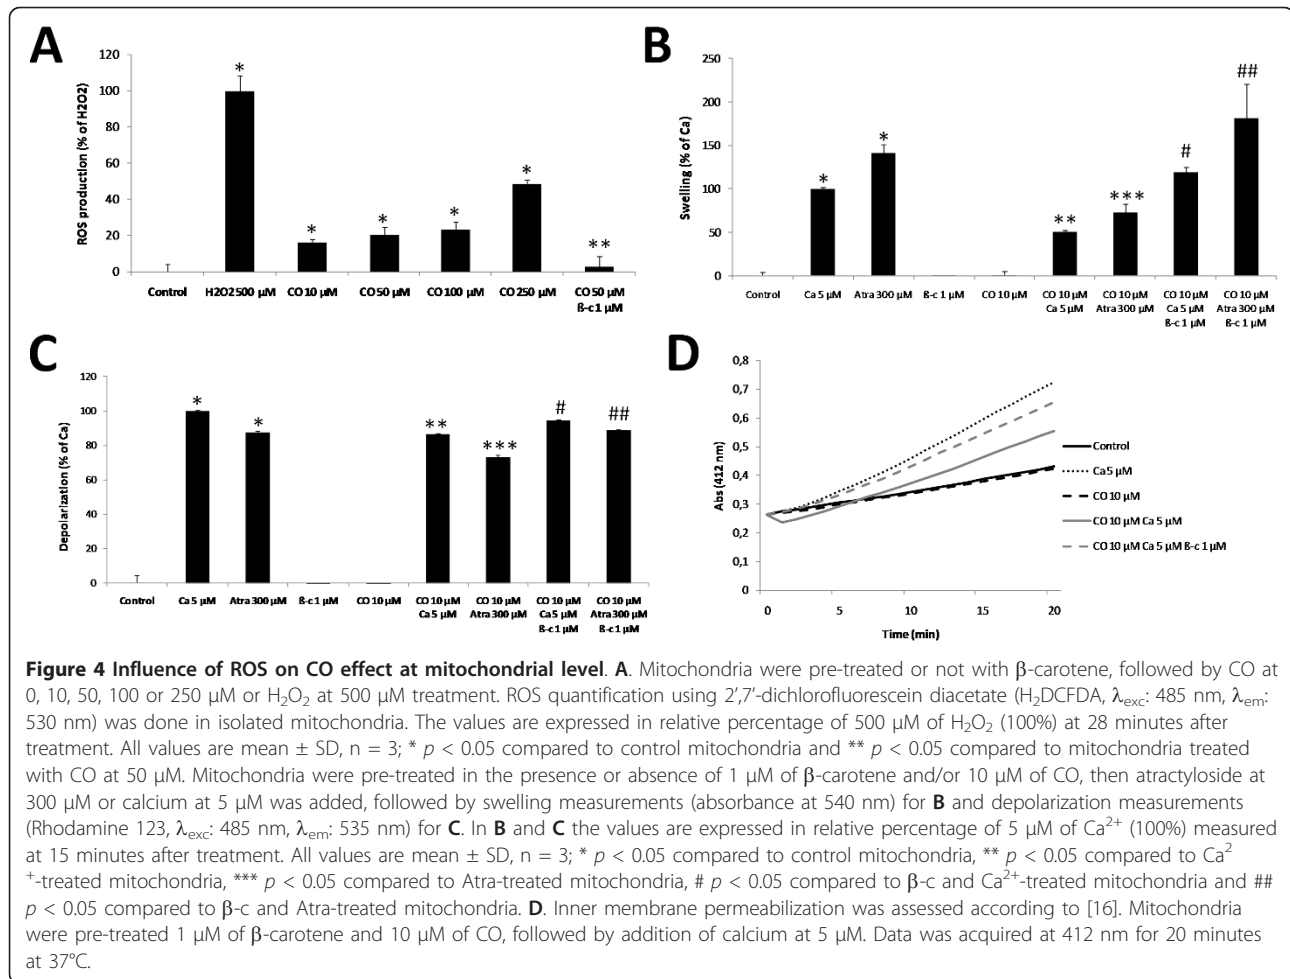 A
ROS production (% of H2O2)
120
100
80
60
40
20
0
* * * * * **
Control H2O2 500 µM CO 10 µM CO 50 µM CO 100 µM CO 250 µM CO 50 µM
ß-c 1 µM
B
Swelling (% of Ca)
250
200
150
100
50
0
* * ** *** # ##
Control Ca 5 µM Atra 300 µM ß-c 1 µM CO 10 µM CO 10 µM CO 10 µM CO 10 µM CO 10 µM
Ca 5 µM Atra 300 µM Ca 5 µM Atra 300 µM
ß-c 1 µM ß-c 1 µM
C
Depolarization (% of Ca)
120
100
80
60
40
20
0
* * ** *** # ##
Control Ca 5 µM Atra 300 µM ß-c 1 µM CO 10 µM CO 10 µM CO 10 µM CO 10 µM CO 10 µM
Ca 5 µM Atra 300 µM Ca 5 µM Atra 300 µM
ß-c 1 µM ß-c 1 µM
D
Abs (412 nm)
0,8
0,7
0,6
0,5
0,4
0,3
0,2
0,1
0
0 5 10 15 20
Time (min)
Control
Ca 5 µM
CO 10 µM
CO 10 µM Ca 5 µM
CO 10 µM Ca 5 µM ß-c 1 µM
Figure 4 Influence of ROS on CO effect at mitochondrial level. A. Mitochondria were pre-treated or not with β-carotene, followed by CO at
0, 10, 50, 100 or 250 μM or H₂O₂ at 500 μM treatment. ROS quantification using 2',7'-dichlorofluorescein diacetate (H₂DCFDA, λexc: 485 nm, λem:
530 nm) was done in isolated mitochondria. The values are expressed in relative percentage of 500 μM of H₂O₂ (100%) at 28 minutes after
treatment. All values are mean ± SD, n = 3; * p < 0.05 compared to control mitochondria and ** p < 0.05 compared to mitochondria treated
with CO at 50 μM. Mitochondria were pre-treated in the presence or absence of 1 μM of β-carotene and/or 10 μM of CO, then atractyloside at
300 μM or calcium at 5 μM was added, followed by swelling measurements (absorbance at 540 nm) for B and depolarization measurements
(Rhodamine 123, λexc: 485 nm, λem: 535 nm) for C. In B and C the values are expressed in relative percentage of 5 μM of Ca²⁺ (100%) measured
at 15 minutes after treatment. All values are mean ± SD, n = 3; * p < 0.05 compared to control mitochondria, ** p < 0.05 compared to Ca²
⁺-treated mitochondria, *** p < 0.05 compared to Atra-treated mitochondria, # p < 0.05 compared to β-c and Ca²⁺-treated mitochondria and ##
p < 0.05 compared to β-c and Atra-treated mitochondria. D. Inner membrane permeabilization was assessed according to [16]. Mitochondria
were pre-treated 1 μM of β-carotene and 10 μM of CO, followed by addition of calcium at 5 μM. Data was acquired at 412 nm for 20 minutes
at 37°C.